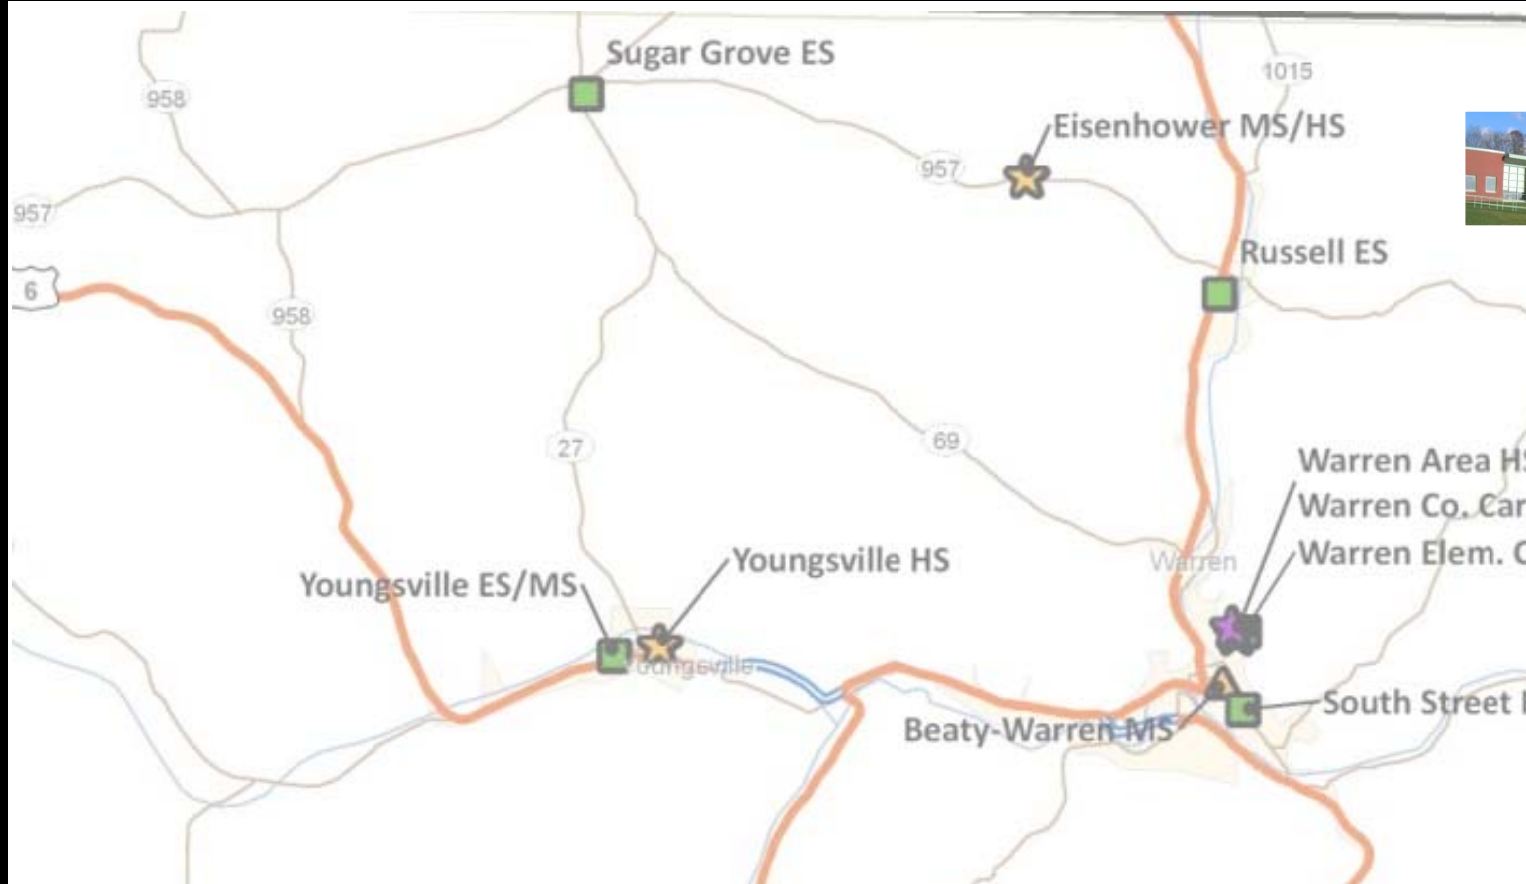 Sugar Grove ES
1015
958
Eisenhower MS/HS
957
957
Russell ES
6
958
27
69
Warren Area HS
Warren Co. Car
Warren
Warren Elem. C
Youngsville HS
Youngsville ES/MS
Youngsville
South Street
Beaty-Warren MS